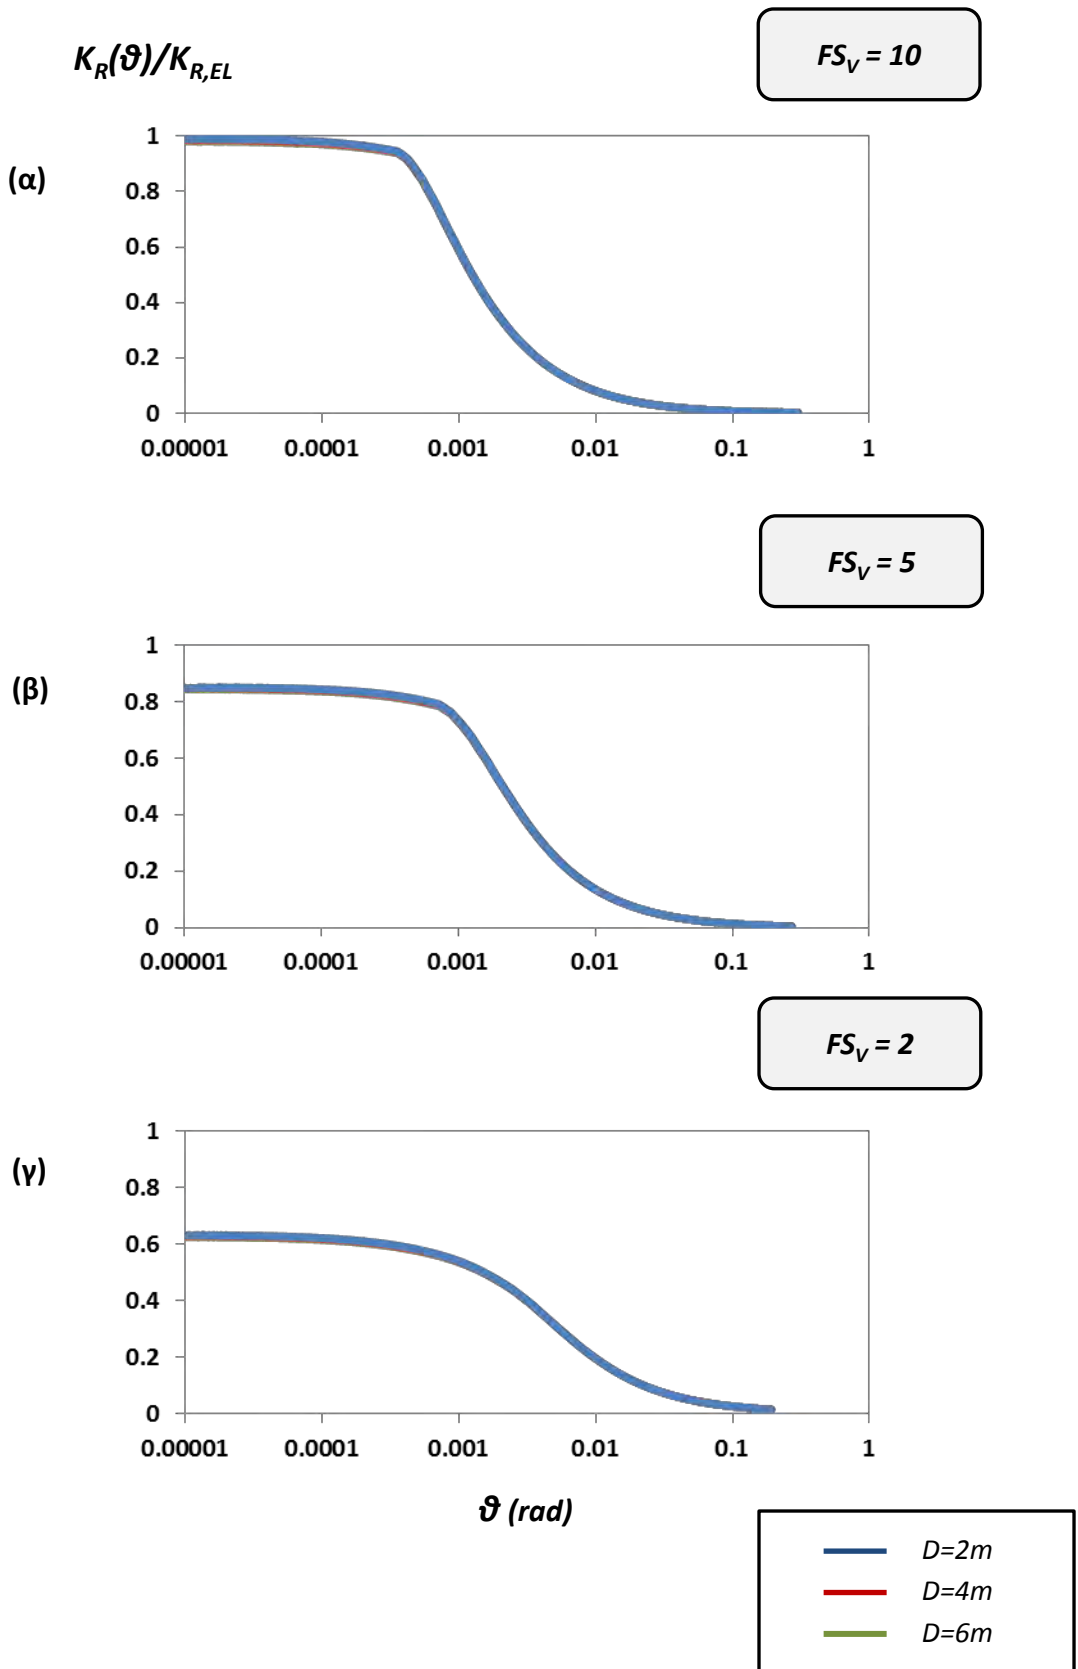 K_R(ϑ)/K_R,EL
FS_V = 10
(α)
1
0.8
0.6
0.4
0.2
0
0.00001 0.0001 0.001 0.01 0.1 1
FS_V = 5
(β)
1
0.8
0.6
0.4
0.2
0
0.00001 0.0001 0.001 0.01 0.1 1
FS_V = 2
(γ)
1
0.8
0.6
0.4
0.2
0
0.00001 0.0001 0.001 0.01 0.1 1
ϑ (rad)
D=2m
D=4m
D=6m